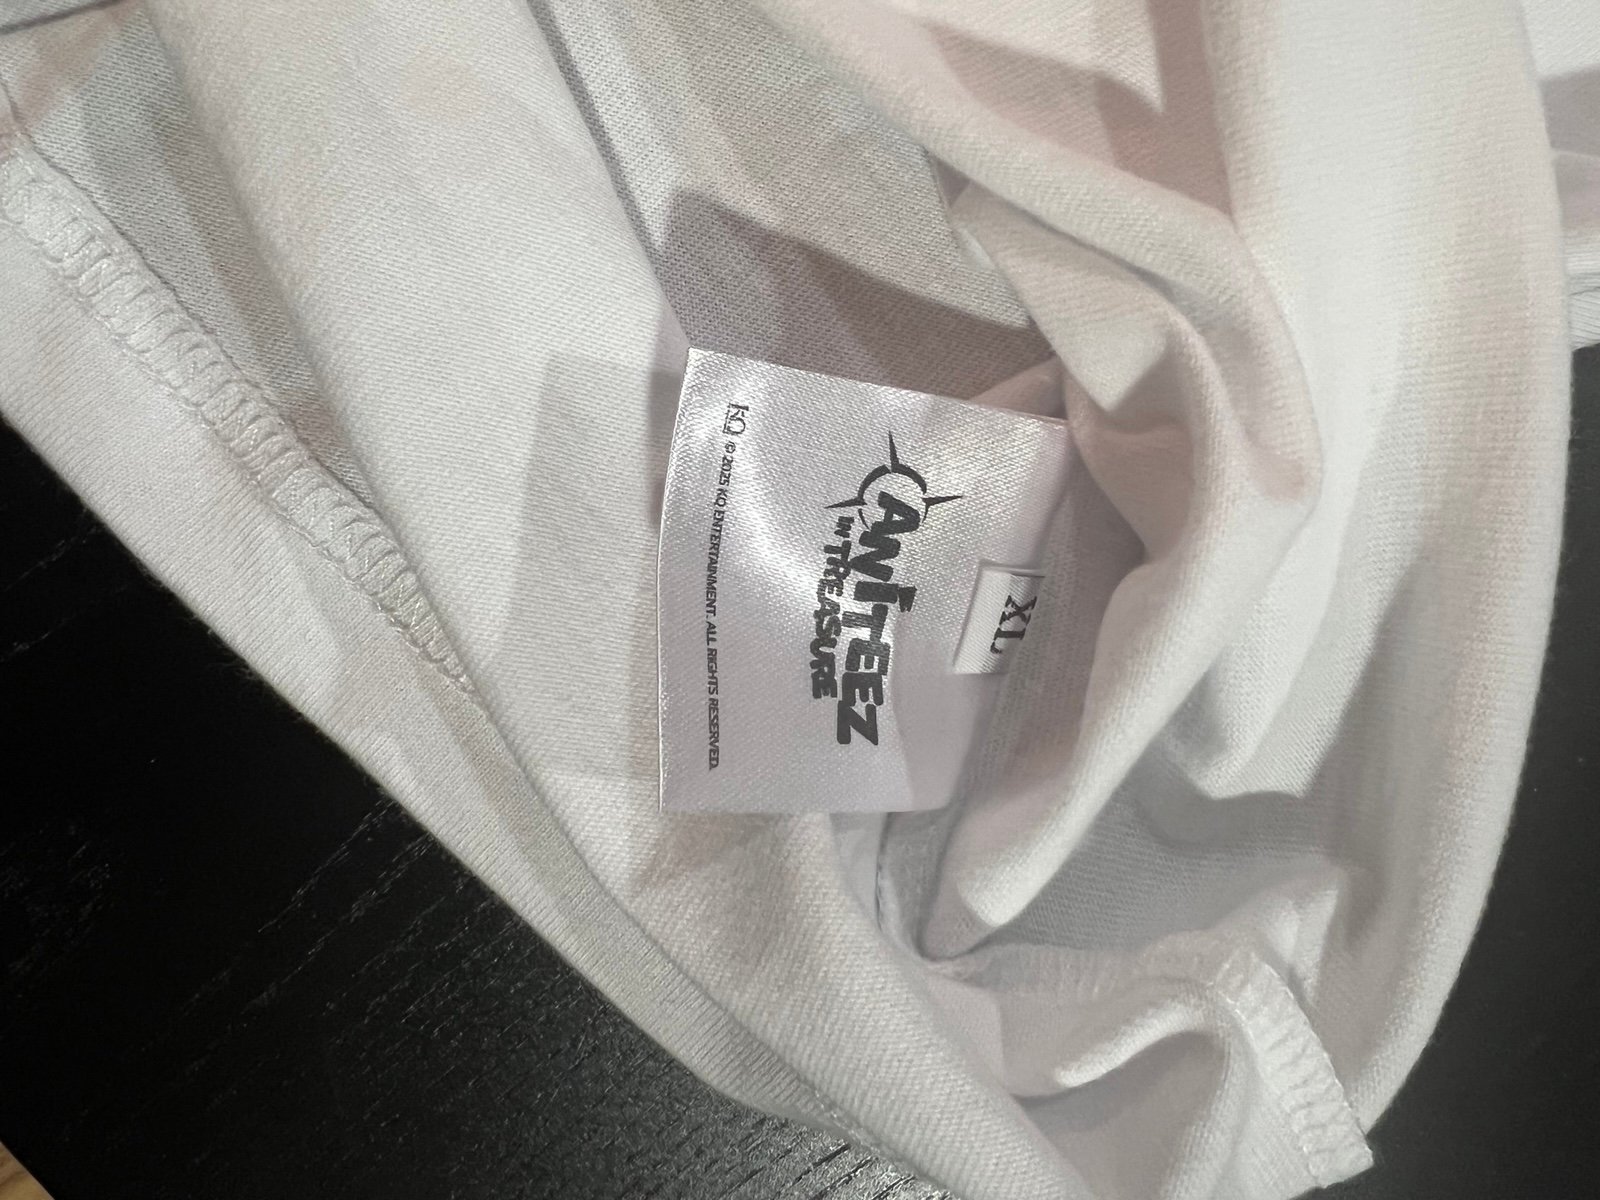 XL
ANITEEZ
IN TREASURE
KQ © 2025 KQ ENTERTAINMENT. ALL RIGHTS RESERVED.